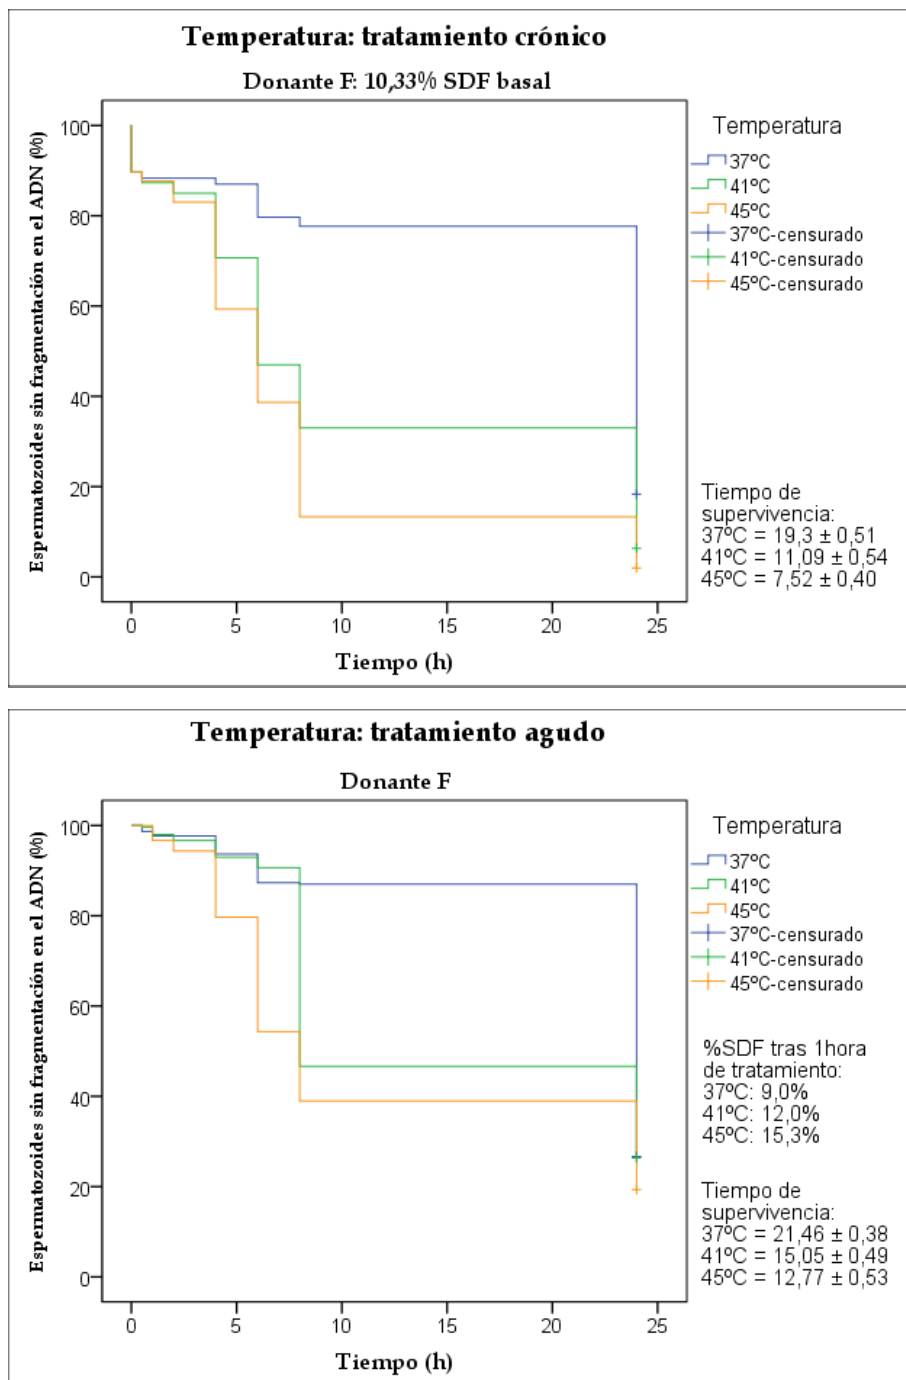 Temperatura: tratamiento crónico
Donante F: 10,33% SDF basal
Espermatozoides sin fragmentación en el ADN (%)
100
80
60
40
20
0
0 5 10 15 20 25
Tiempo (h)
Temperatura
37ºC
41ºC
45ºC
37ºC-censurado
41ºC-censurado
45ºC-censurado
Tiempo de
supervivencia:
37ºC = 19,3 ± 0,51
41ºC = 11,09 ± 0,54
45ºC = 7,52 ± 0,40
Temperatura: tratamiento agudo
Donante F
Espermatozoides sin fragmentación en el ADN (%)
100
80
60
40
20
0
0 5 10 15 20 25
Tiempo (h)
Temperatura
37ºC
41ºC
45ºC
37ºC-censurado
41ºC-censurado
45ºC-censurado
%SDF tras 1hora
de tratamiento:
37ºC: 9,0%
41ºC: 12,0%
45ºC: 15,3%
Tiempo de
supervivencia:
37ºC = 21,46 ± 0,38
41ºC = 15,05 ± 0,49
45ºC = 12,77 ± 0,53